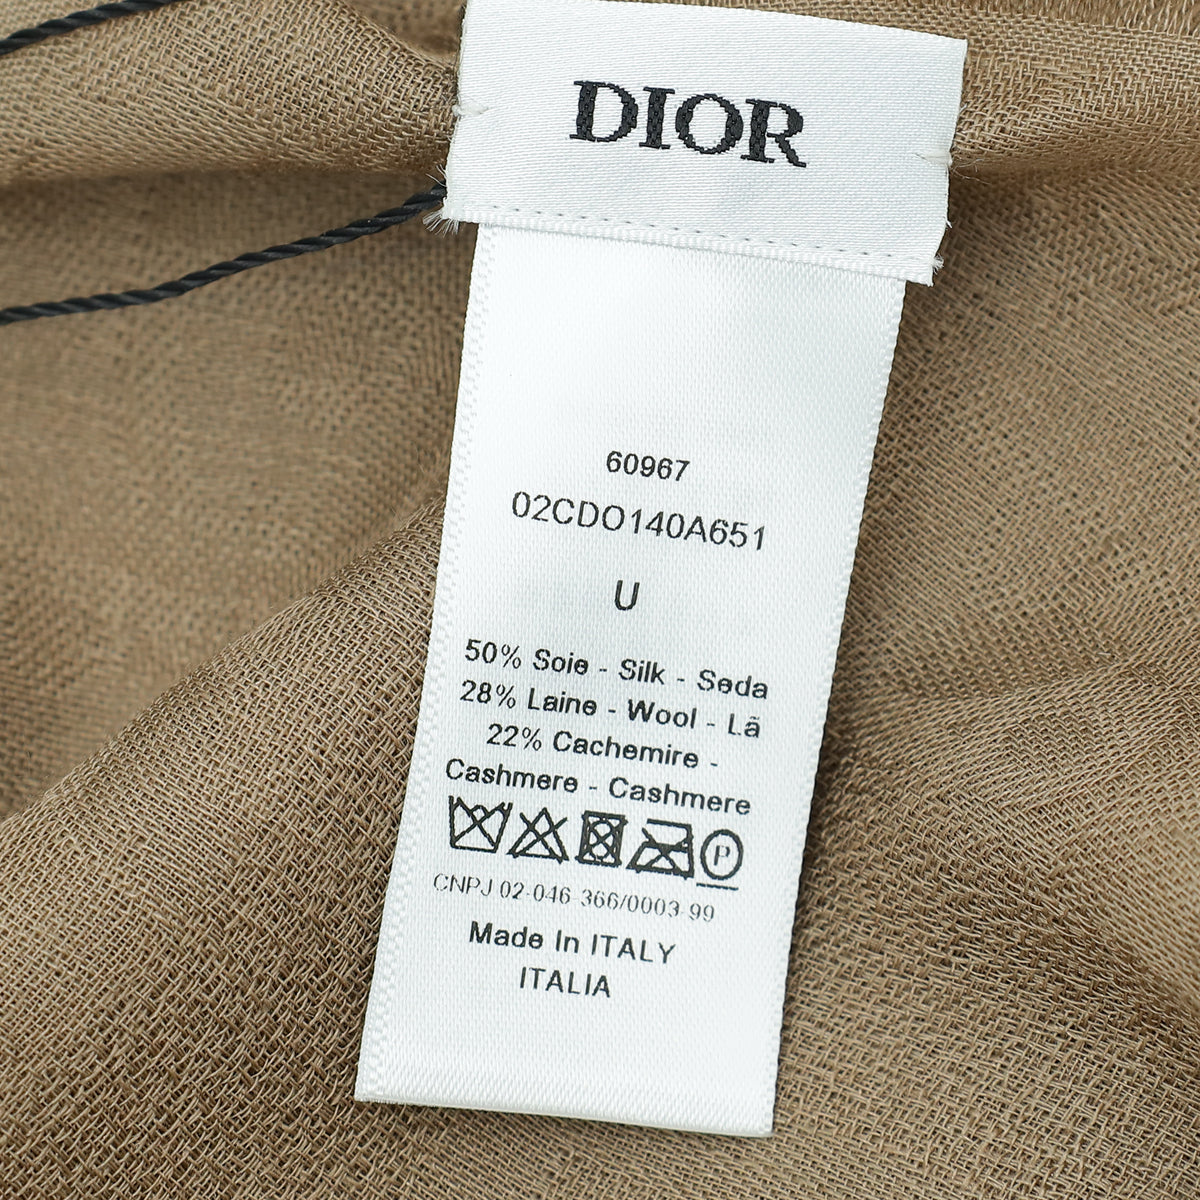 DIOR
60967
02CDO140A651
U
50% Soie - Silk - Seda
28% Laine - Wool - Lã
22% Cachemire -
Cashmere - Cashmere
P
CNPJ 02-046-366/0003-99
Made In ITALY
ITALIA